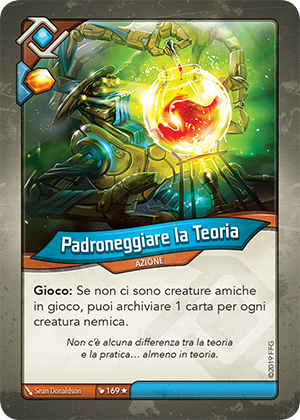 Padroneggiare la Teoria
AZIONE
Gioco: Se non ci sono creature amiche
in gioco, puoi archiviare 1 carta per ogni
creatura nemica.
Non c'è alcuna differenza tra la teoria
e la pratica... almeno in teoria.
©2019 FFG
Sean Donaldson
169